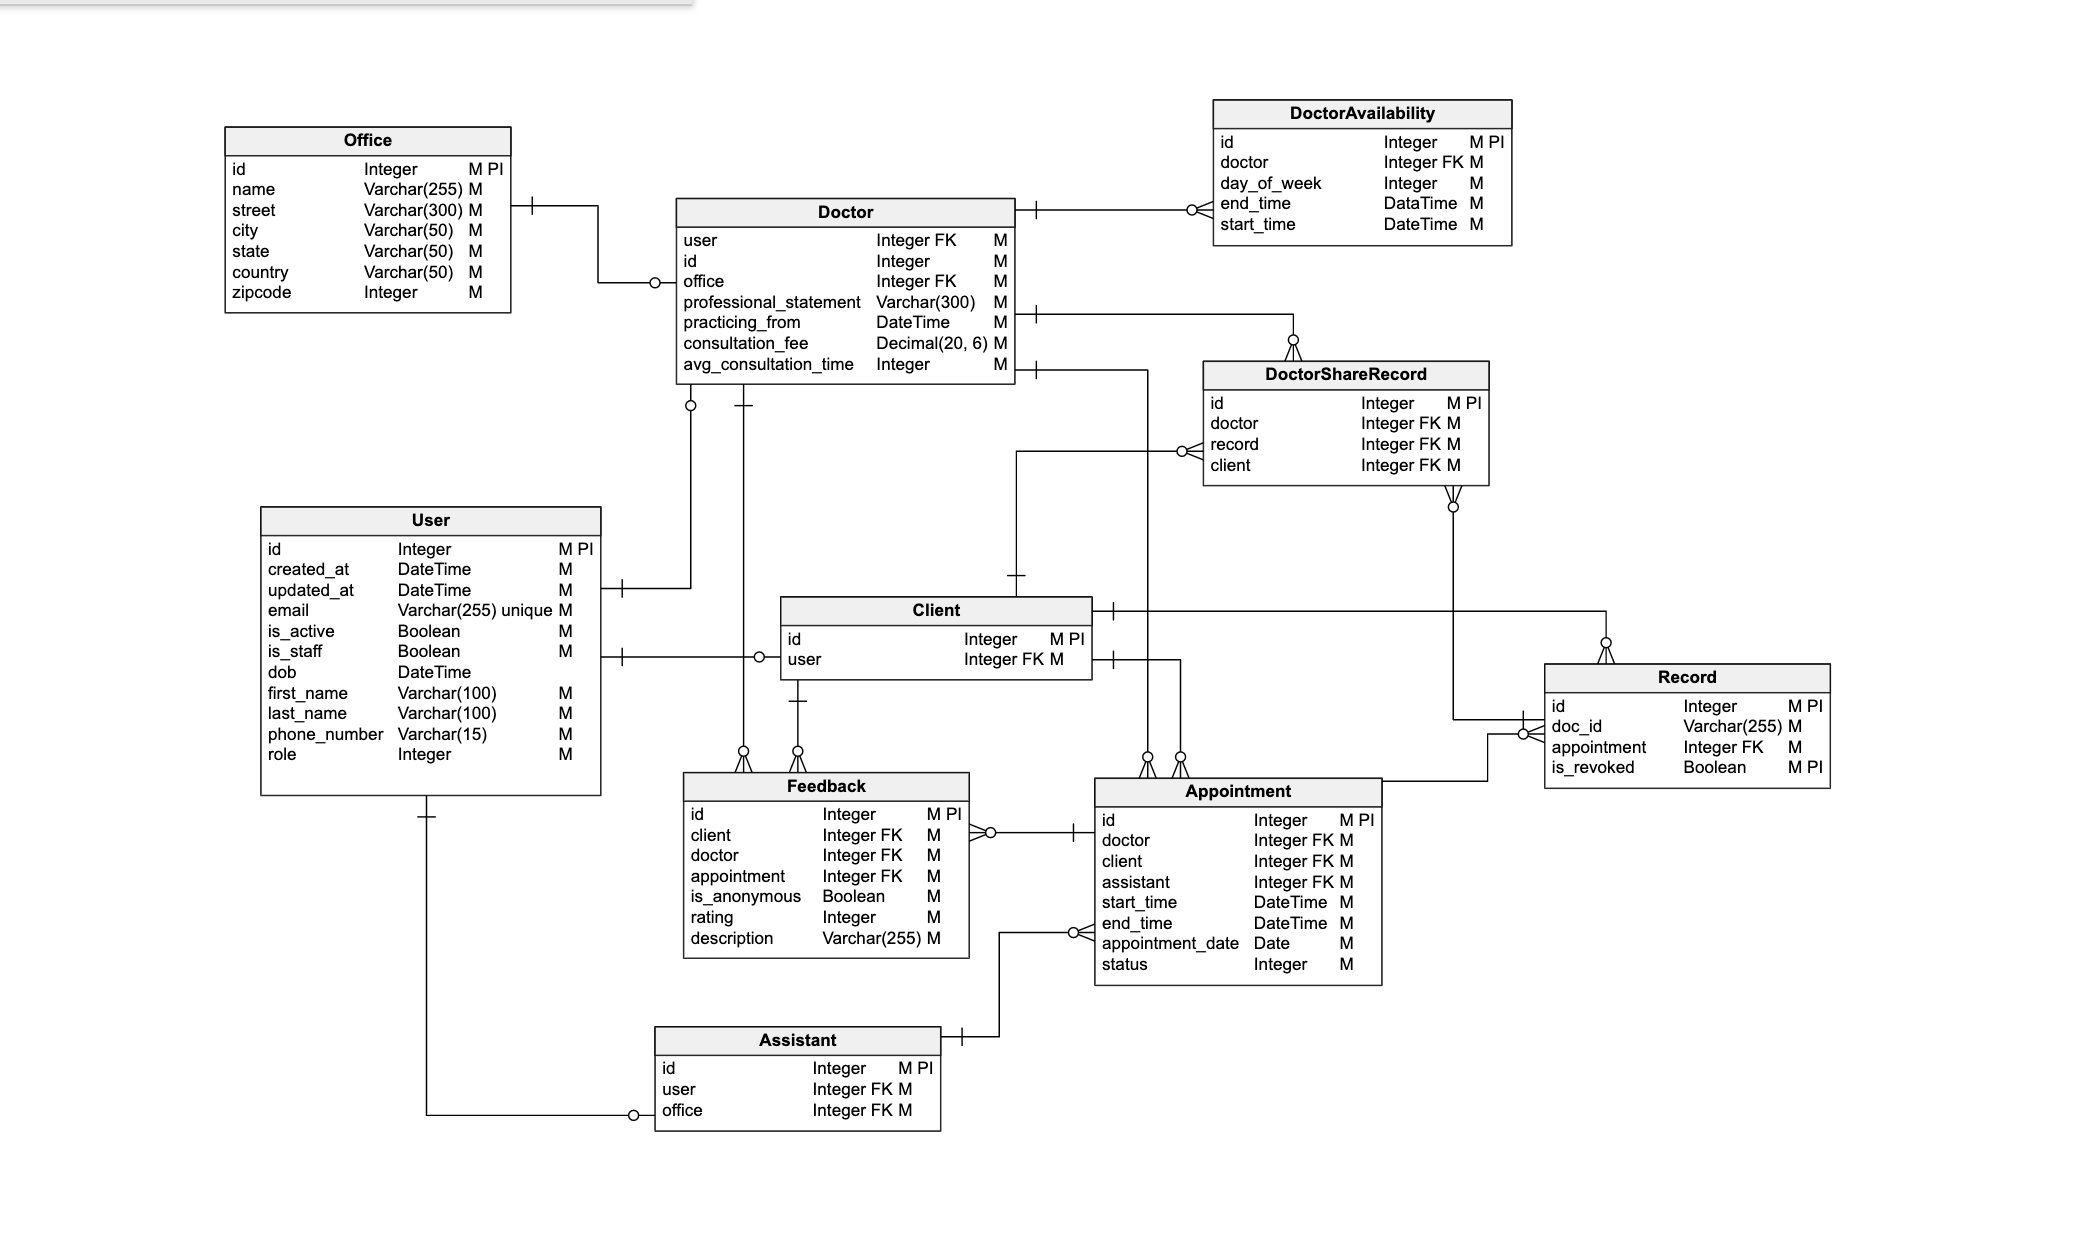 DoctorAvailability
id Integer M PI
doctor Integer FK M
day_of_week Integer M
end_time DataTime M
start_time DateTime M
Office
id Integer M PI
name Varchar(255) M
street Varchar(300) M
city Varchar(50) M
state Varchar(50) M
country Varchar(50) M
zipcode Integer M
Doctor
user Integer FK M
id Integer M
office Integer FK M
professional_statement Varchar(300) M
practicing_from DateTime M
consultation_fee Decimal(20, 6) M
avg_consultation_time Integer M
DoctorShareRecord
id Integer M PI
doctor Integer FK M
record Integer FK M
client Integer FK M
User
id Integer M PI
created_at DateTime M
updated_at DateTime M
email Varchar(255) unique M
is_active Boolean M
is_staff Boolean M
dob DateTime
first_name Varchar(100) M
last_name Varchar(100) M
phone_number Varchar(15) M
role Integer M
Client
id Integer M PI
user Integer FK M
Record
id Integer M PI
doc_id Varchar(255) M
appointment Integer FK M
is_revoked Boolean M PI
Feedback
id Integer M PI
client Integer FK M
doctor Integer FK M
appointment Integer FK M
is_anonymous Boolean M
rating Integer M
description Varchar(255) M
Appointment
id Integer M PI
doctor Integer FK M
client Integer FK M
assistant Integer FK M
start_time DateTime M
end_time DateTime M
appointment_date Date M
status Integer M
Assistant
id Integer M PI
user Integer FK M
office Integer FK M